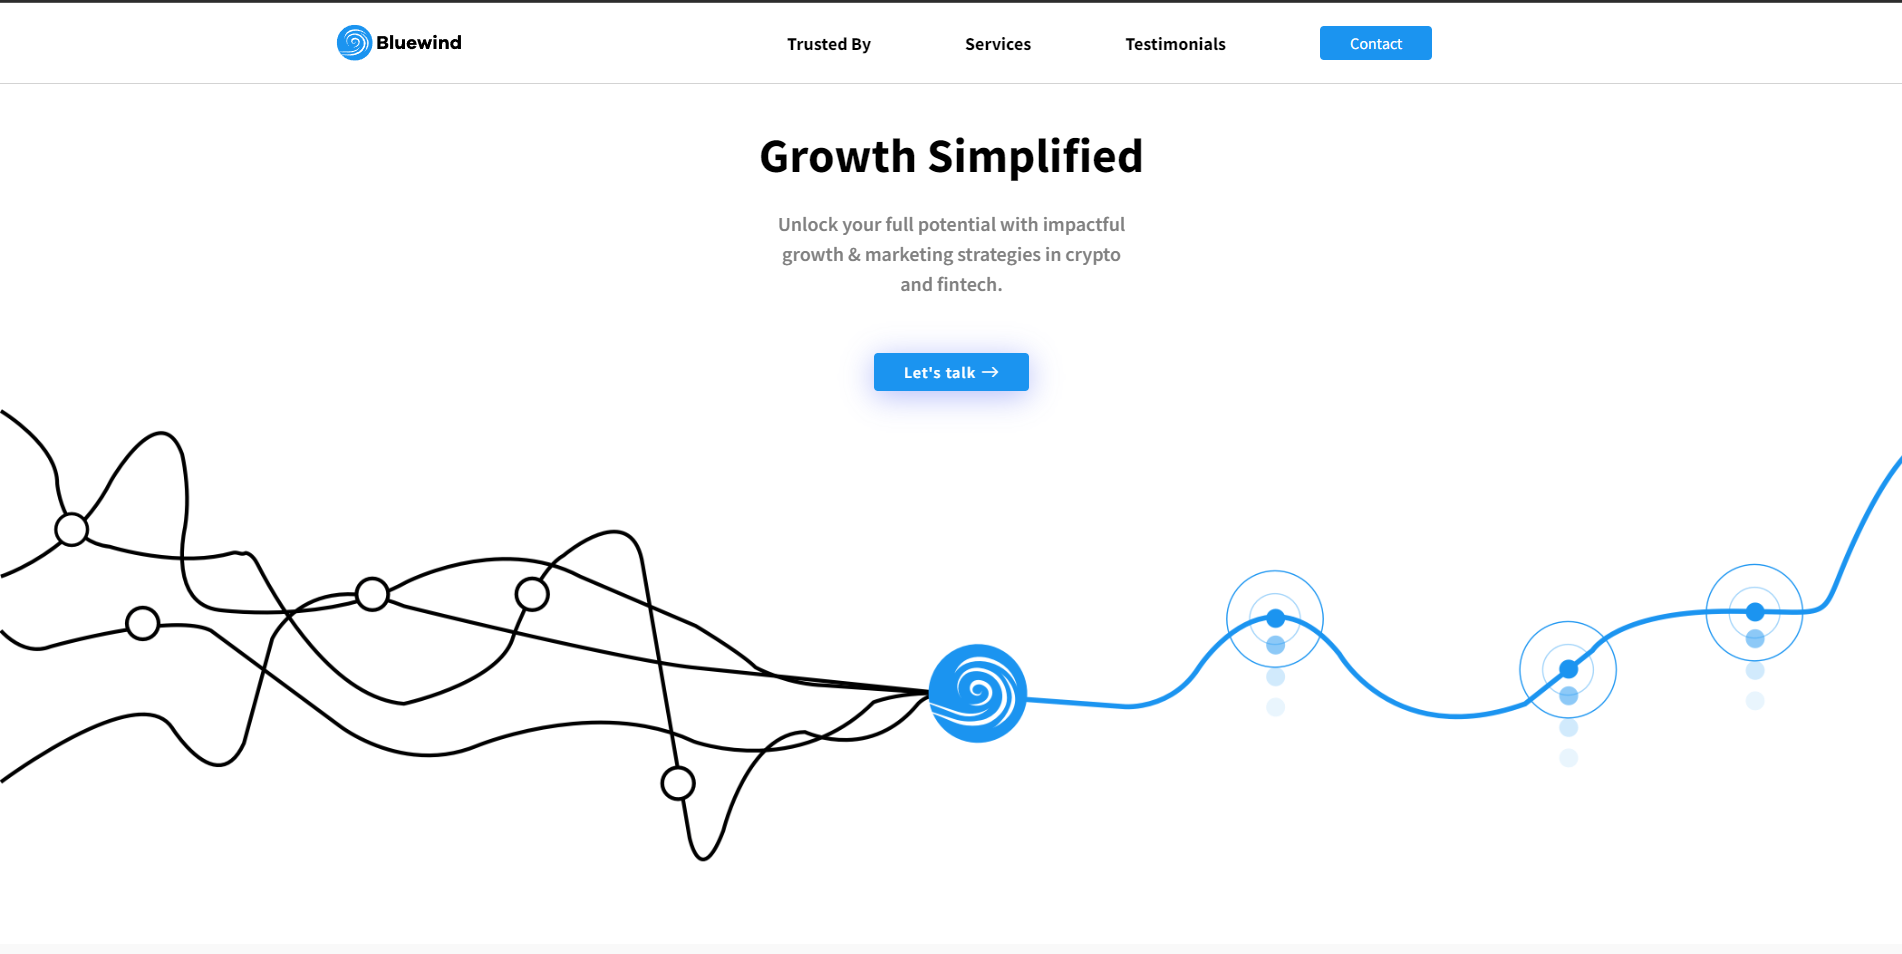 Bluewind
Trusted By
Services
Testimonials
Contact
Growth Simplified
Unlock your full potential with impactful
growth & marketing strategies in crypto
and fintech.
Let's talk →